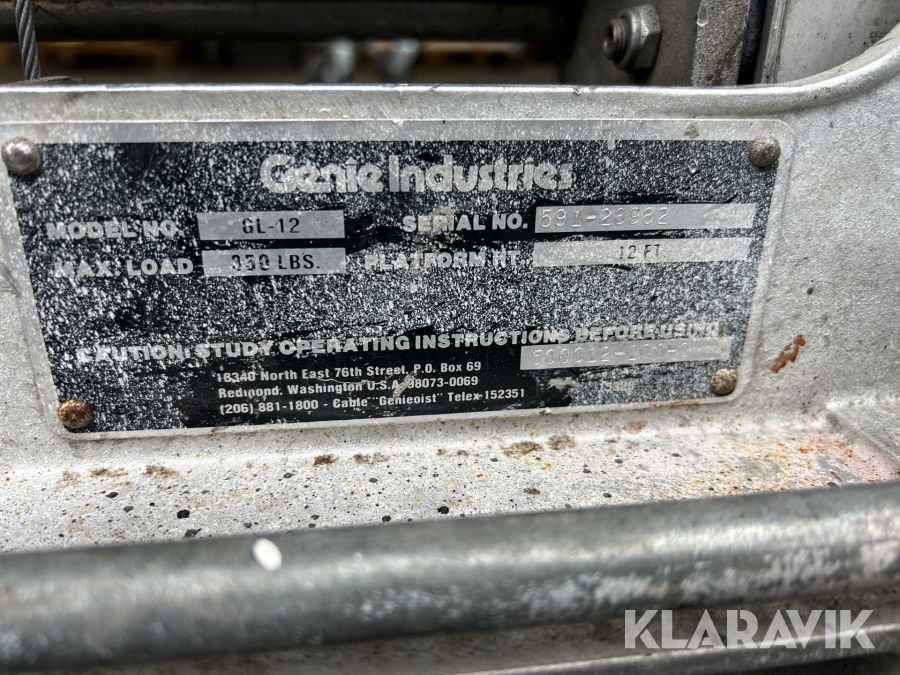 Genie Industries
MODEL NO. GL-12 SERIAL NO. 591-28982
MAX. LOAD 350 LBS. PLATFORM HT. 12 FT
CAUTION: STUDY OPERATING INSTRUCTIONS BEFORE USING
18340 North East 76th Street, P.O. Box 69
Redmond, Washington U.S.A. 98073-0069
(206) 881-1800 - Cable "Genieoist" Telex 152351
KLARAVIK